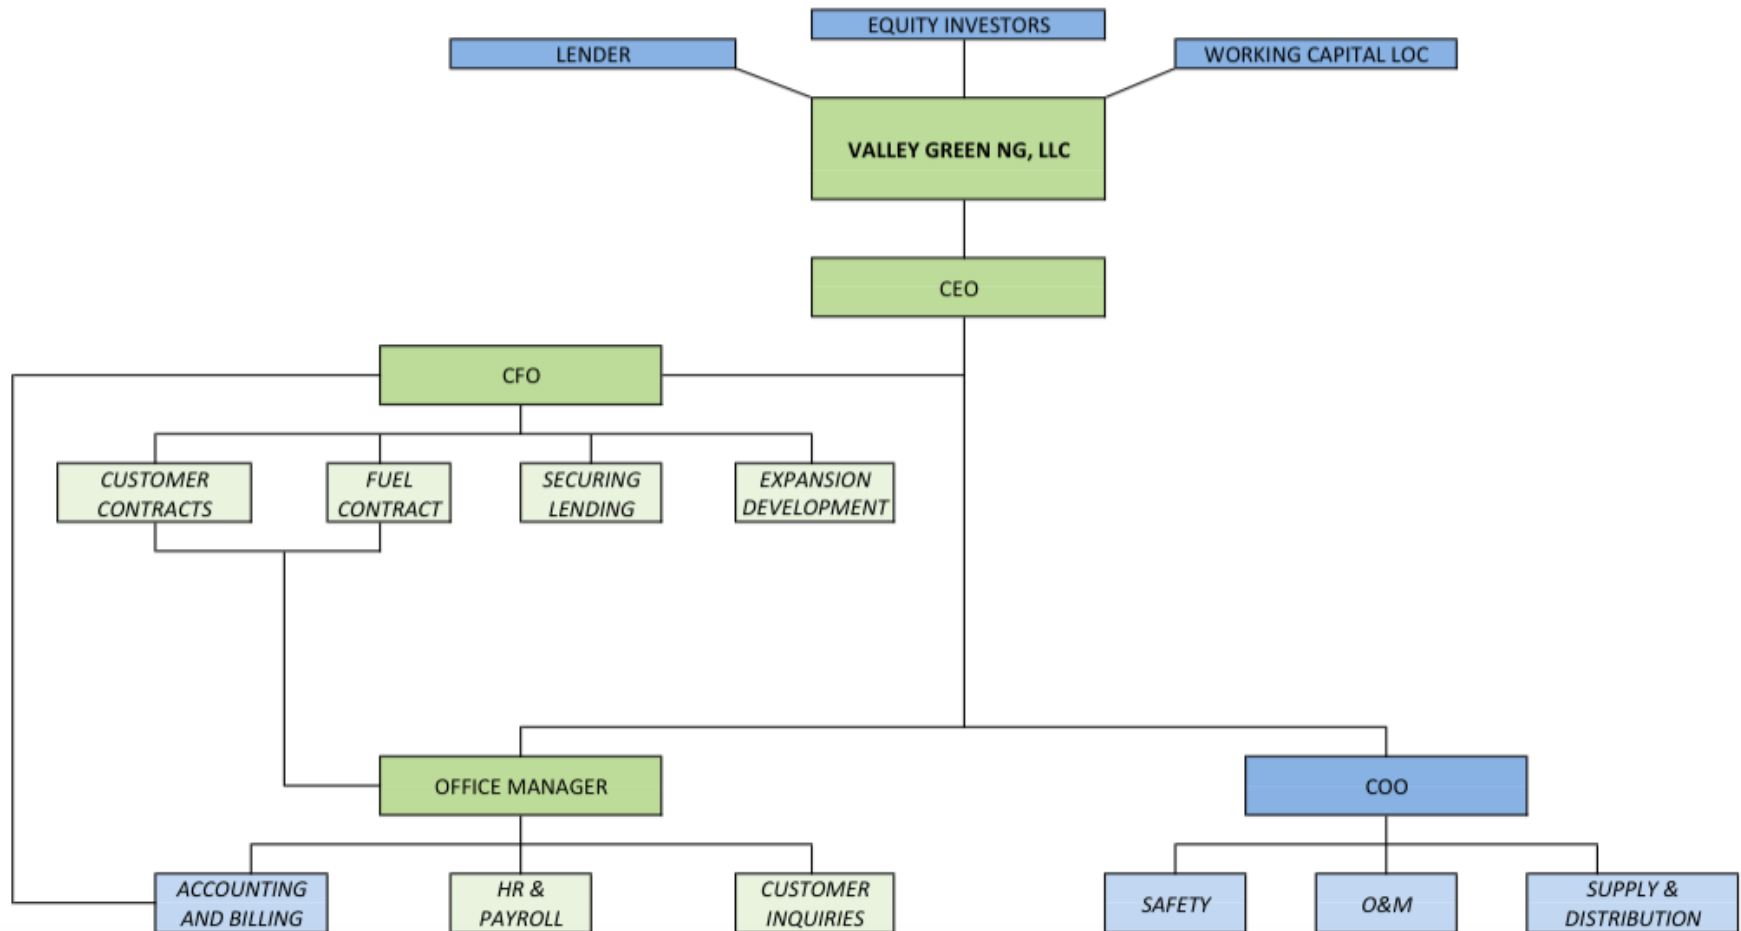 EQUITY INVESTORS
LENDER
WORKING CAPITAL LOC
VALLEY GREEN NG, LLC
CEO
CFO
CUSTOMER
CONTRACTS
FUEL
CONTRACT
SECURING
LENDING
EXPANSION
DEVELOPMENT
OFFICE MANAGER
COO
ACCOUNTING
AND BILLING
HR &
PAYROLL
CUSTOMER
INQUIRIES
SAFETY
O&M
SUPPLY &
DISTRIBUTION